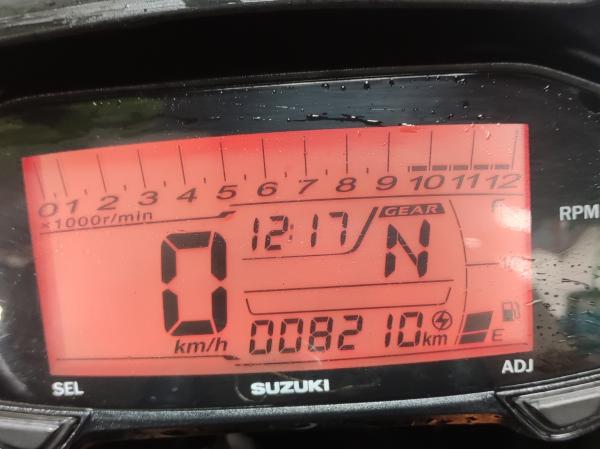 0 1 2 3 4 5 6 7 8 9 10 11 12
×1000r/min
12:17 GEAR F RPM
0 N
km/h 008210km E
SEL SUZUKI ADJ